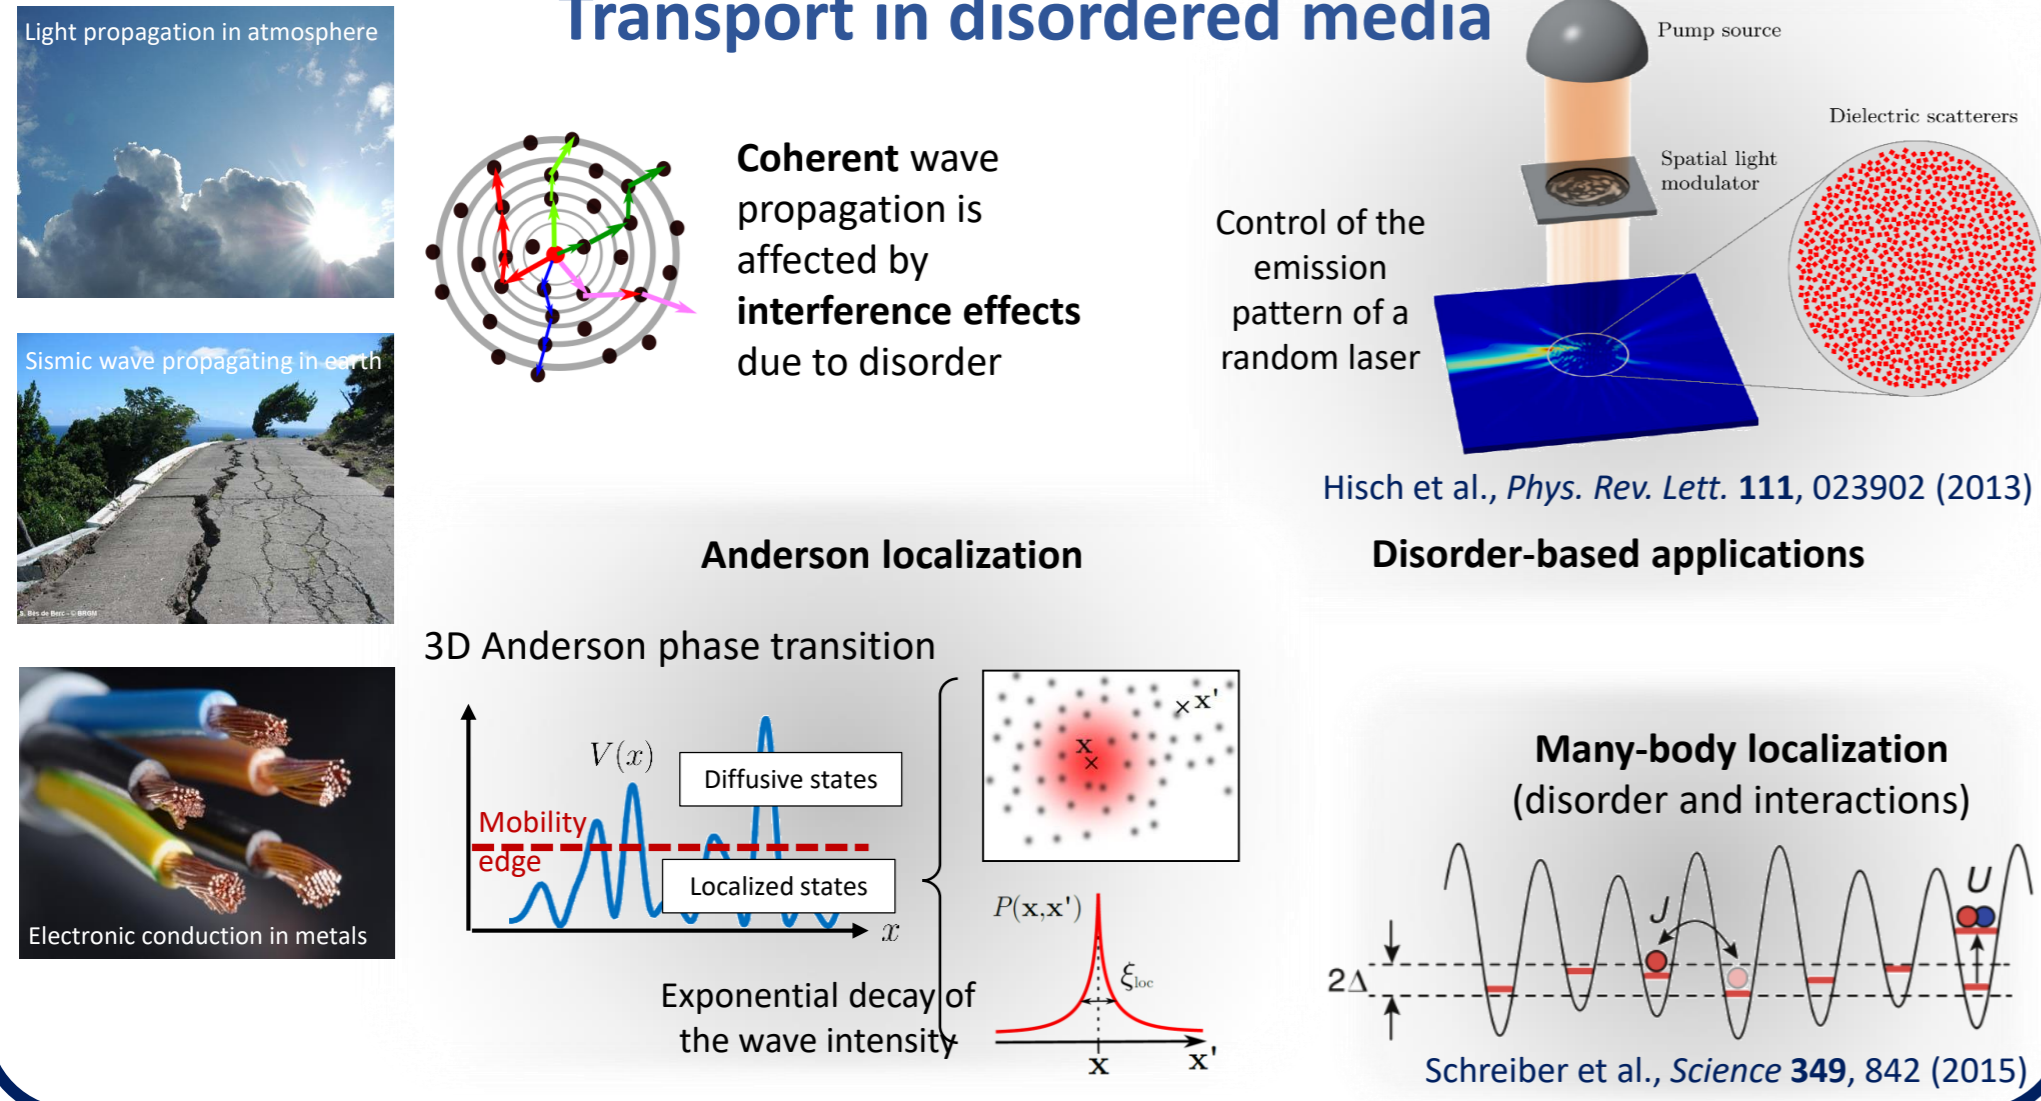 Transport in disordered media
Light propagation in atmosphere
Sismic wave propagating in earth
S. Bès de Berc - © BRGM
Electronic conduction in metals
Coherent wave
propagation is
affected by
interference effects
due to disorder
Pump source
Dielectric scatterers
Spatial light
modulator
Control of the
emission
pattern of a
random laser
Hisch et al., Phys. Rev. Lett. 111, 023902 (2013)
Anderson localization
Disorder-based applications
3D Anderson phase transition
V(x)
Diffusive states
Mobility
edge
Localized states
x
x'
x
P(x,x')
ξloc
x
x'
Exponential decay of
the wave intensity
Many-body localization
(disorder and interactions)
J
U
2Δ
Schreiber et al., Science 349, 842 (2015)